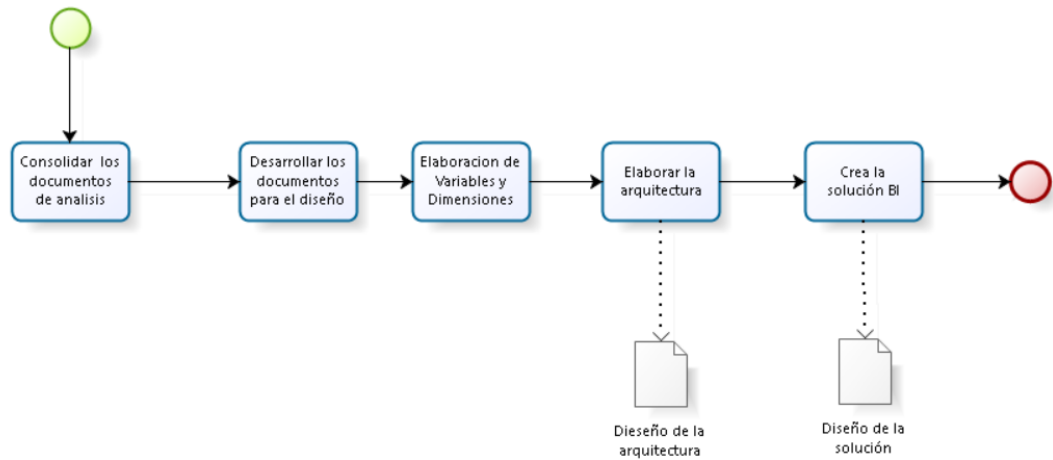 Consolidar los
documentos
de analisis
Desarrollar los
documentos
para el diseño
Elaboracion de
Variables y
Dimensiones
Elaborar la
arquitectura
Crea la
solución BI
Dieseño de la
arquitectura
Diseño de la
solución